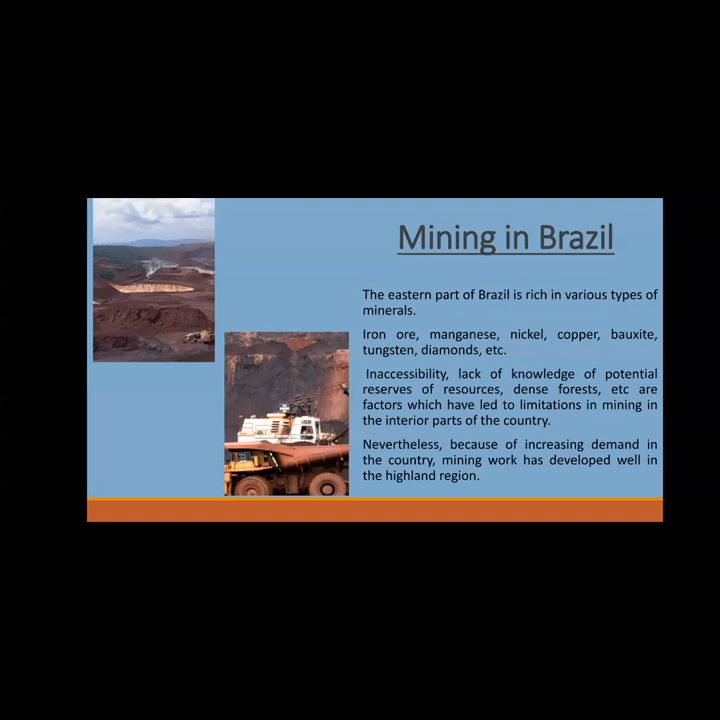 Mining in Brazil
The eastern part of Brazil is rich in various types of
minerals.
Iron ore, manganese, nickel, copper, bauxite,
tungsten, diamonds, etc.
Inaccessibility, lack of knowledge of potential
reserves of resources, dense forests, etc are
factors which have led to limitations in mining in
the interior parts of the country.
Nevertheless, because of increasing demand in
the country, mining work has developed well in
the highland region.